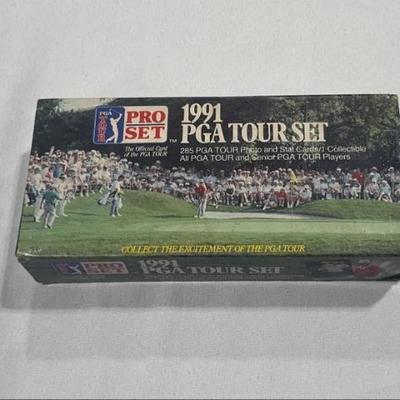 PGA
TOUR
PRO
SET
™
The Official Card
of the PGA TOUR
1991
PGA TOUR SET
285 PGA TOUR Photo and Stat Cards/1 Collectible
All PGA TOUR and Senior PGA TOUR Players
COLLECT THE EXCITEMENT OF THE PGA TOUR
PRO
SET
1991
PGA TOUR SET